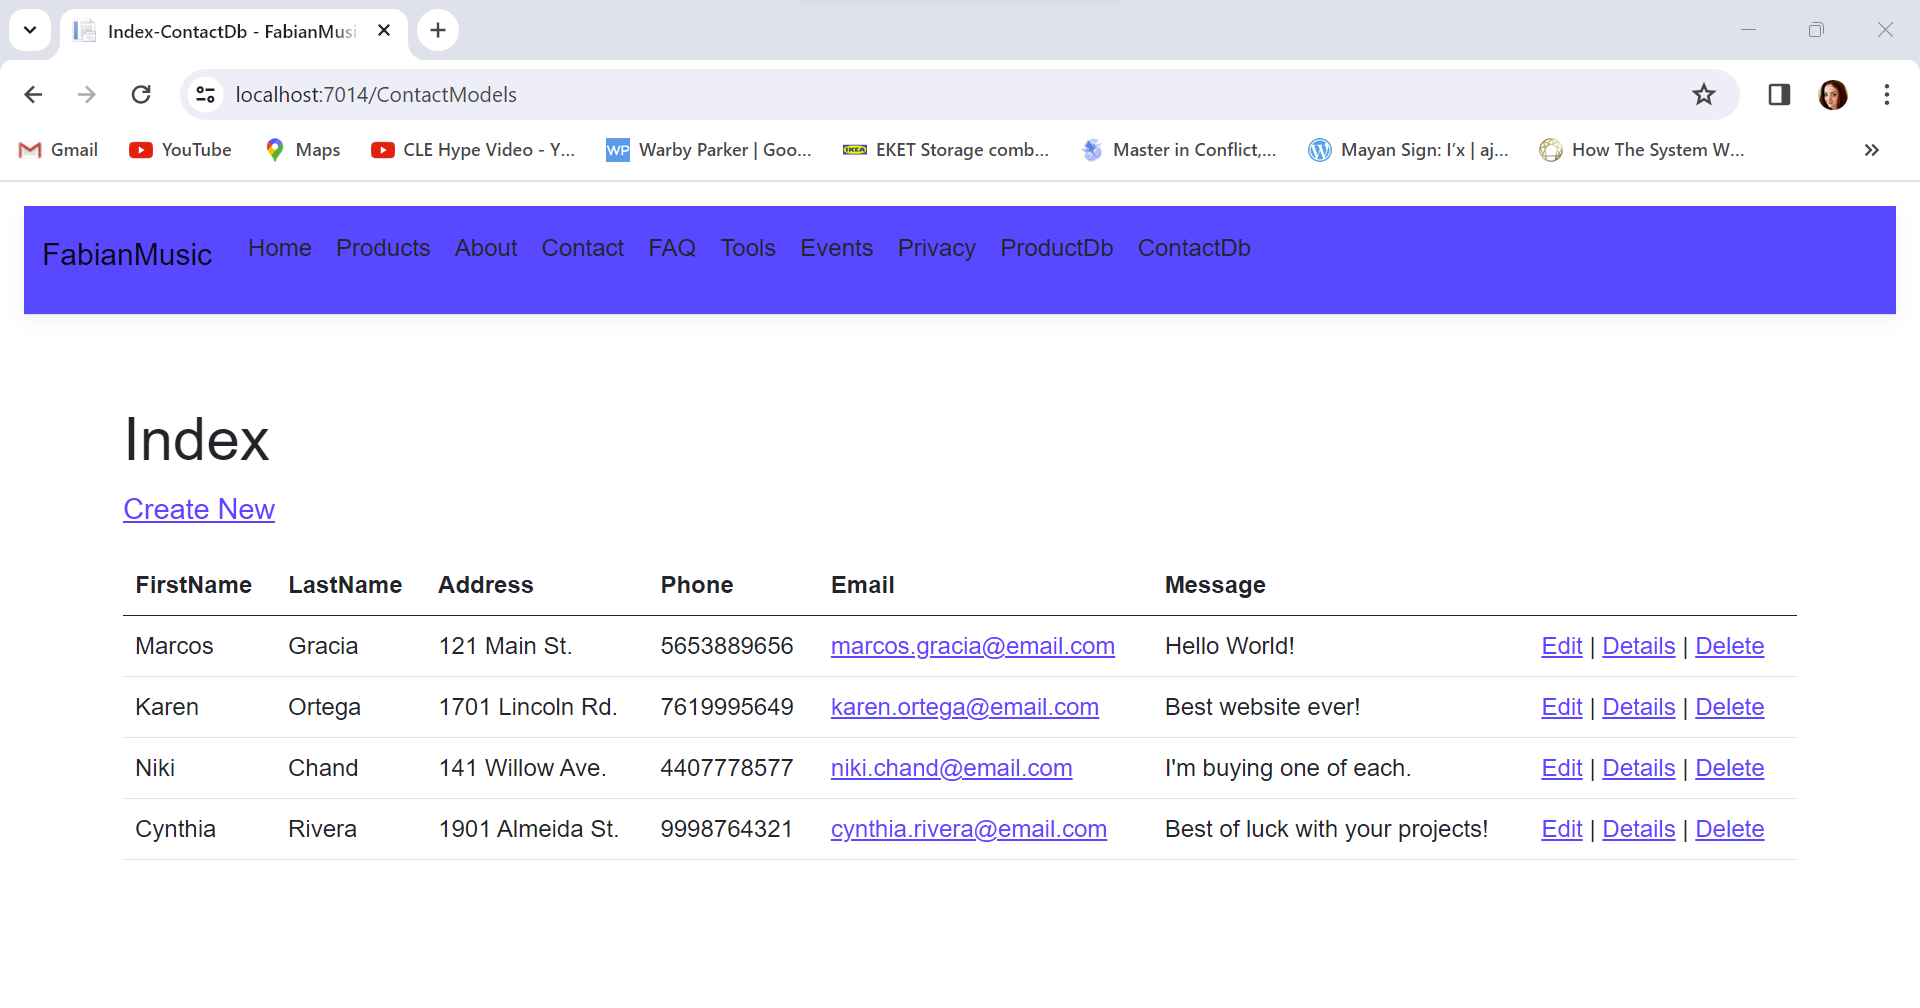 Index-ContactDb - FabianMusi
localhost:7014/ContactModels
Gmail YouTube Maps CLE Hype Video - Y... WP Warby Parker | Goo... IKEA EKET Storage comb... Master in Conflict,... Mayan Sign: I’x | aj... How The System W...
FabianMusic Home Products About Contact FAQ Tools Events Privacy ProductDb ContactDb
Index
Create New
FirstName LastName Address Phone Email Message
Marcos Gracia 121 Main St. 5653889656 marcos.gracia@email.com Hello World! Edit | Details | Delete
Karen Ortega 1701 Lincoln Rd. 7619995649 karen.ortega@email.com Best website ever! Edit | Details | Delete
Niki Chand 141 Willow Ave. 4407778577 niki.chand@email.com I'm buying one of each. Edit | Details | Delete
Cynthia Rivera 1901 Almeida St. 9998764321 cynthia.rivera@email.com Best of luck with your projects! Edit | Details | Delete